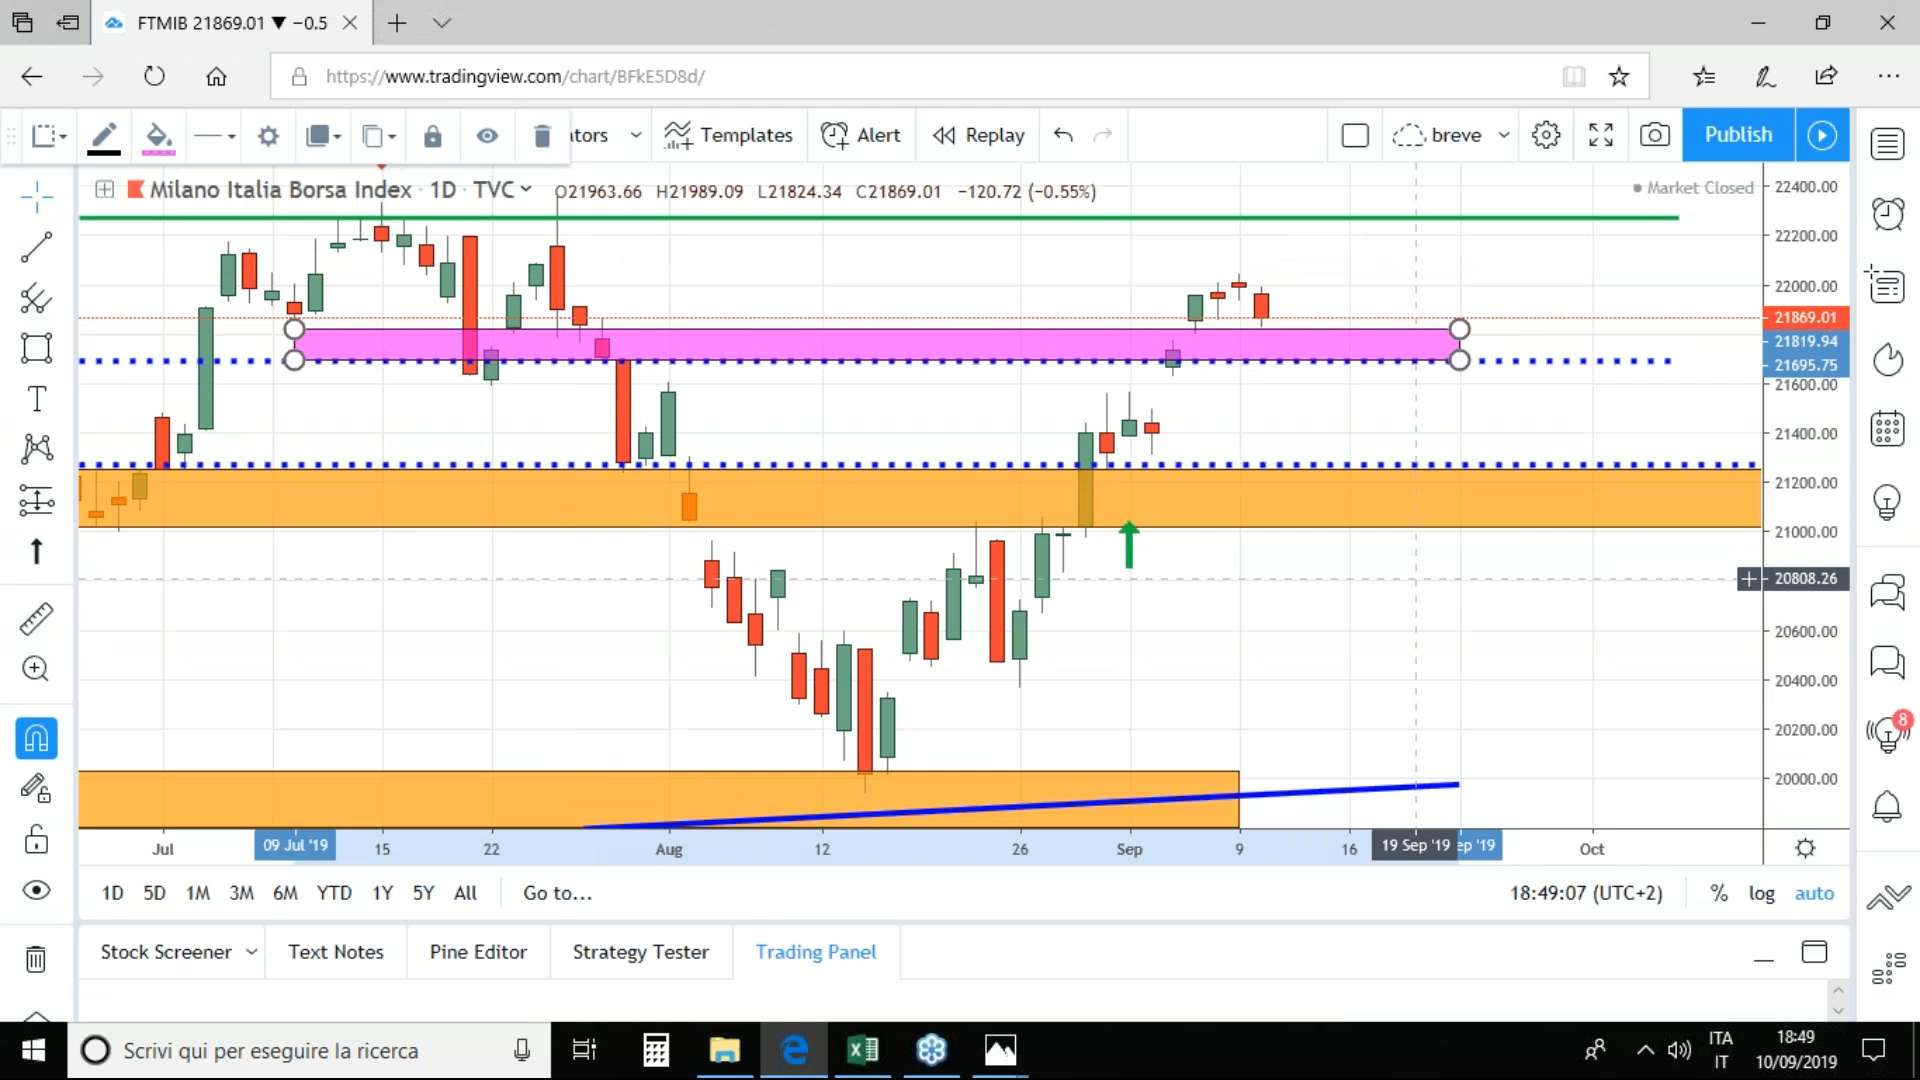 FTMIB 21869.01 ▼ −0.5
https://www.tradingview.com/chart/BFkE5D8d/
ators
Templates
Alert
Replay
breve
Publish
Milano Italia Borsa Index · 1D · TVC
O21963.66 H21989.09 L21824.34 C21869.01 −120.72 (−0.55%)
Market Closed
22400.00
22200.00
22000.00
21869.01
21819.94
21695.75
21600.00
21400.00
21200.00
21000.00
20808.26
20600.00
20400.00
20200.00
20000.00
8
Jul 09 Jul '19 15 22 Aug 12 26 Sep 9 16 19 Sep '19 ep '19 Oct
1D 5D 1M 3M 6M YTD 1Y 5Y All Go to...
18:49:07 (UTC+2) % log auto
Stock Screener Text Notes Pine Editor Strategy Tester Trading Panel
Scrivi qui per eseguire la ricerca
ITA
IT
18:49
10/09/2019